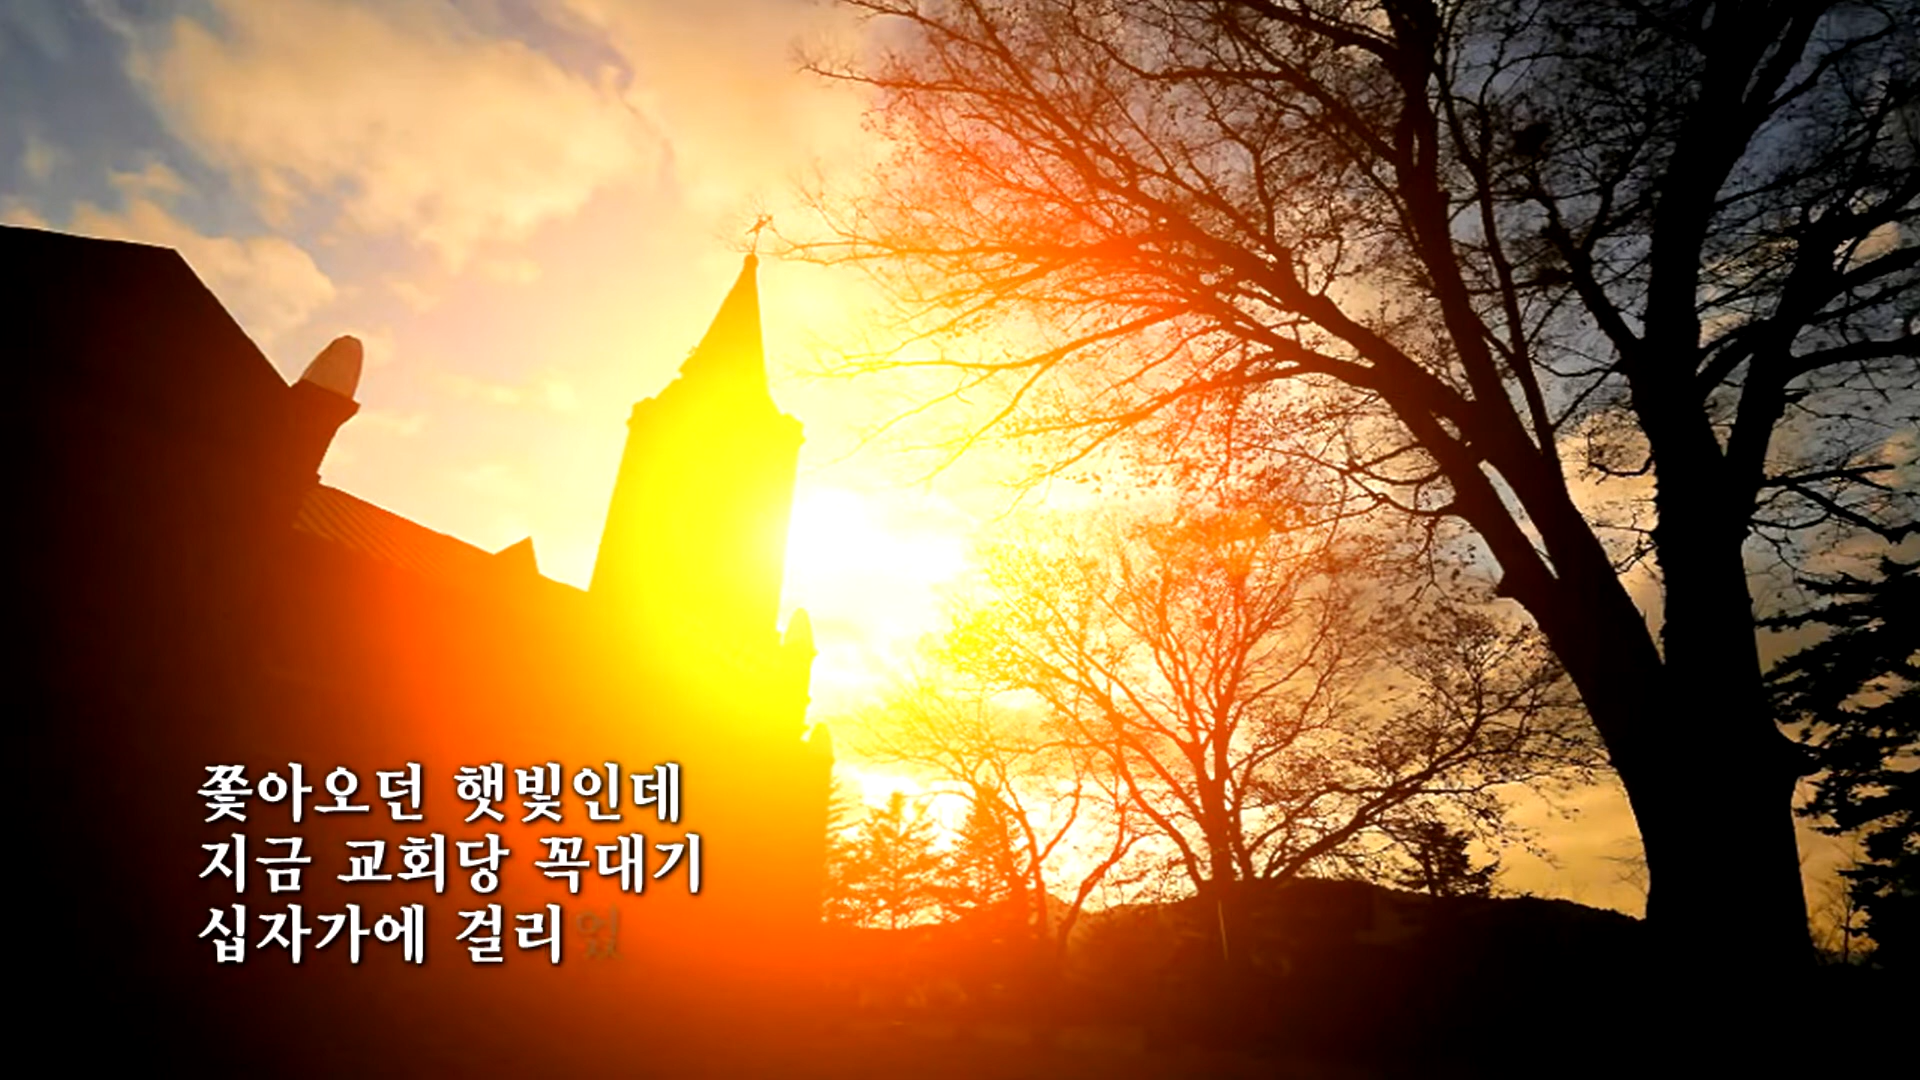 쫓아오던 햇빛인데
지금 교회당 꼭대기
십자가에 걸리었